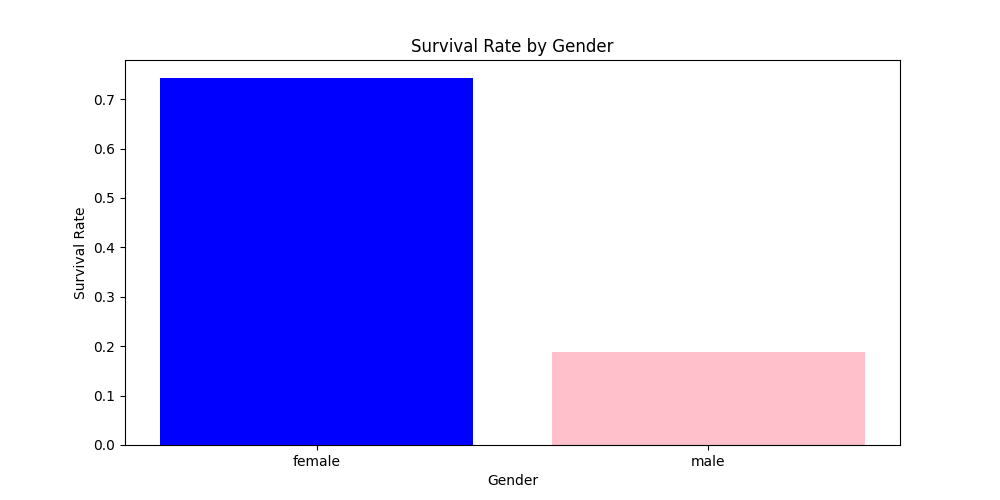 Survival Rate by Gender
Survival Rate
0.7
0.6
0.5
0.4
0.3
0.2
0.1
0.0
female male
Gender